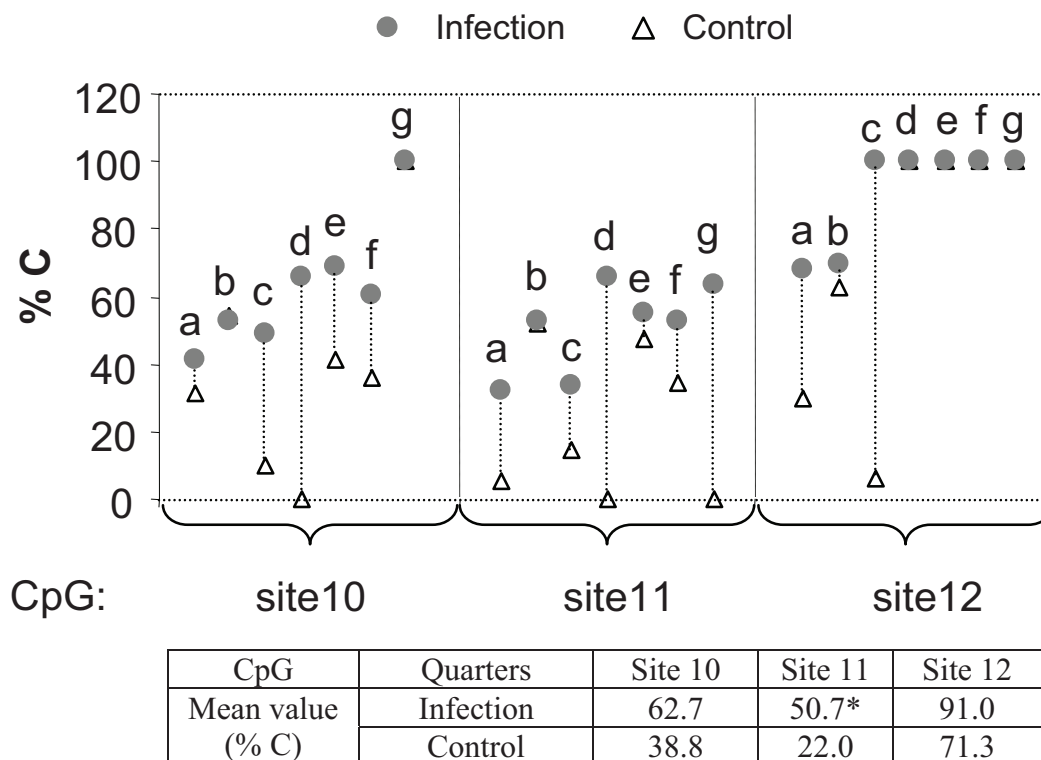 Infection Control
120
100
80
60
40
20
0
% C
a b c d e f g
a b c d e f g
a b c d e f g
CpG: site10 site11 site12
CpG Quarters Site 10 Site 11 Site 12
Mean value (% C) Infection 62.7 50.7* 91.0
Control 38.8 22.0 71.3